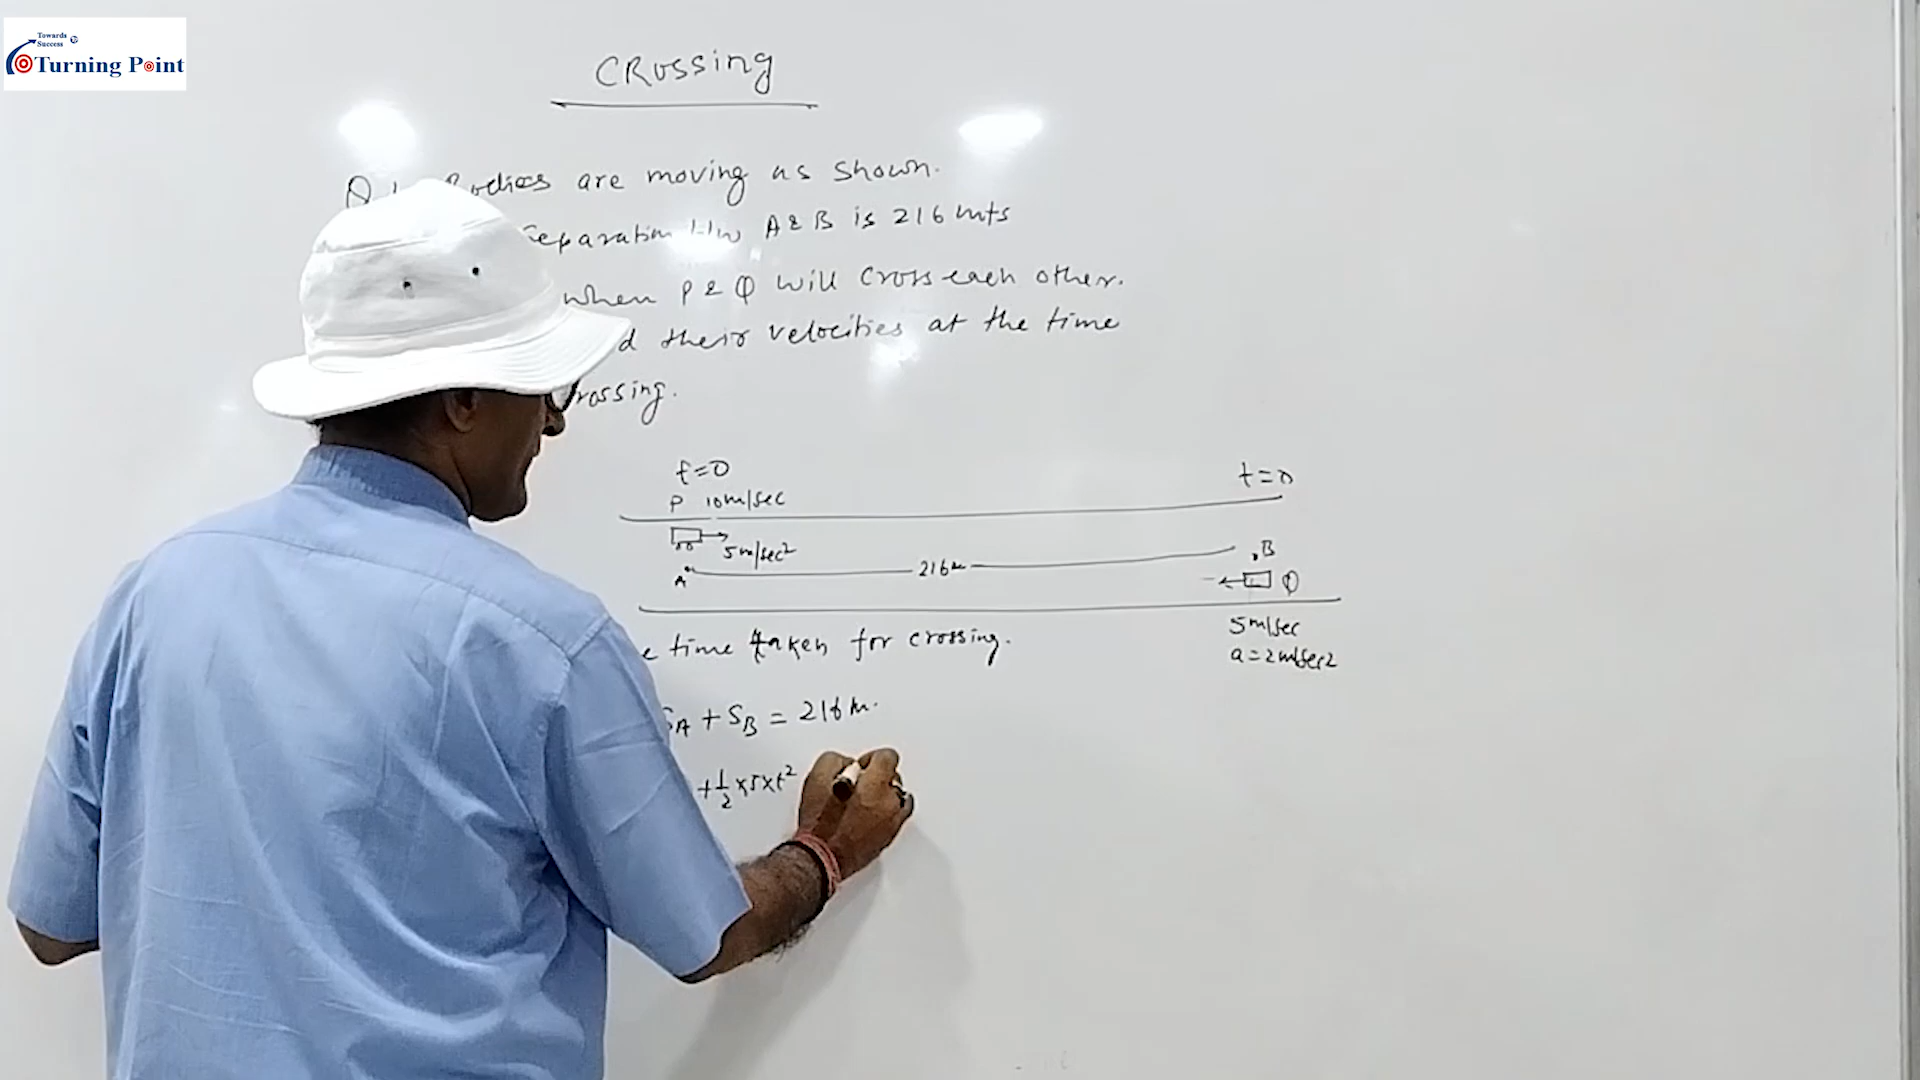 Towards
Success
Turning Point
CRossing
Bodies are moving as shown.
Separation b/w A & B is 216 mts
when P & Q will cross each other.
their velocities at the time
rossing.
t=0
t=0
P 10m/sec
5m/sec2
B
A
216m
Q
5m/sec
a=2m/sec2
time taken for crossing.
SA + SB = 216 m.
+ 1/2 x5xt2